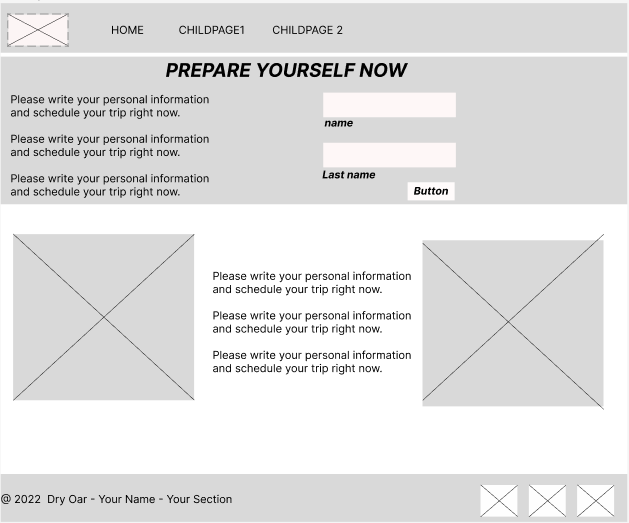 HOME CHILDPAGE1 CHILDPAGE 2
PREPARE YOURSELF NOW
Please write your personal information
and schedule your trip right now.
Please write your personal information
and schedule your trip right now.
Please write your personal information
and schedule your trip right now.
name
Last name
Button
Please write your personal information
and schedule your trip right now.
Please write your personal information
and schedule your trip right now.
Please write your personal information
and schedule your trip right now.
@ 2022  Dry Oar - Your Name - Your Section